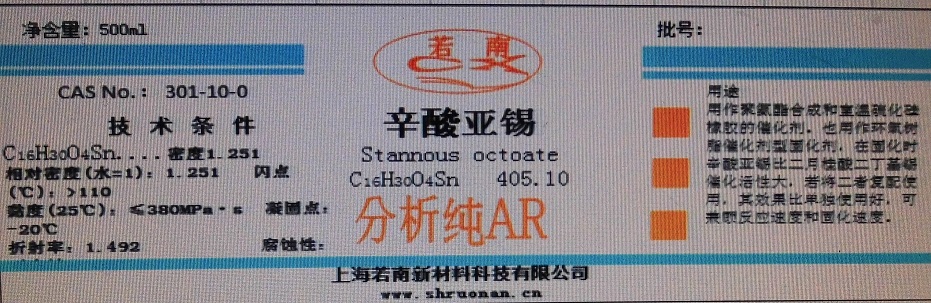 净含量：500ml
CAS No.： 301-10-0
技术条件
C16H30O4Sn....密度1.251
相对密度（水=1）：1.251 闪点
（℃）：>110
黏度（25℃）：≤380MPa·s 凝固点：
-20℃
折射率：1.492 腐蚀性：
若南
辛酸亚锡
Stannous octoate
C16H30O4Sn 405.10
分析纯AR
上海若南新材料科技有限公司
www.shruonan.cn
批号：
用途
用作聚氨酯合成和室温硫化硅
橡胶的催化剂，也用作环氧树
脂催化剂型固化剂，在固化时
辛酸亚锡比二月桂酸二丁基锡
催化活性大，若将二者复配使
用，其效果比单独使用好，可
兼顾反应速度和固化速度．